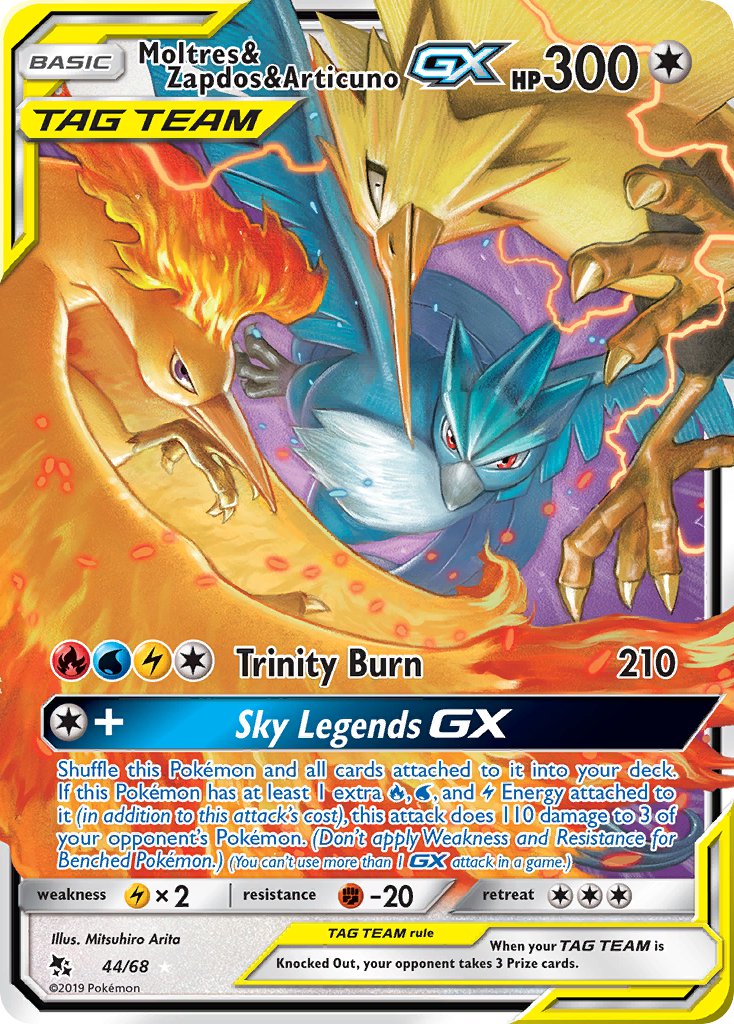 BASIC
Moltres&
Zapdos&Articuno GX HP300
TAG TEAM
Trinity Burn 210
+ Sky Legends GX
Shuffle this Pokémon and all cards attached to it into your deck.
If this Pokémon has at least 1 extra , , and Energy attached to
it (in addition to this attack's cost), this attack does 110 damage to 3 of
your opponent's Pokémon. (Don't apply Weakness and Resistance for
Benched Pokémon.) (You can't use more than 1 GX attack in a game.)
weakness ×2 resistance -20 retreat
Illus. Mitsuhiro Arita
44/68
©2019 Pokémon
TAG TEAM rule
When your TAG TEAM is
Knocked Out, your opponent takes 3 Prize cards.